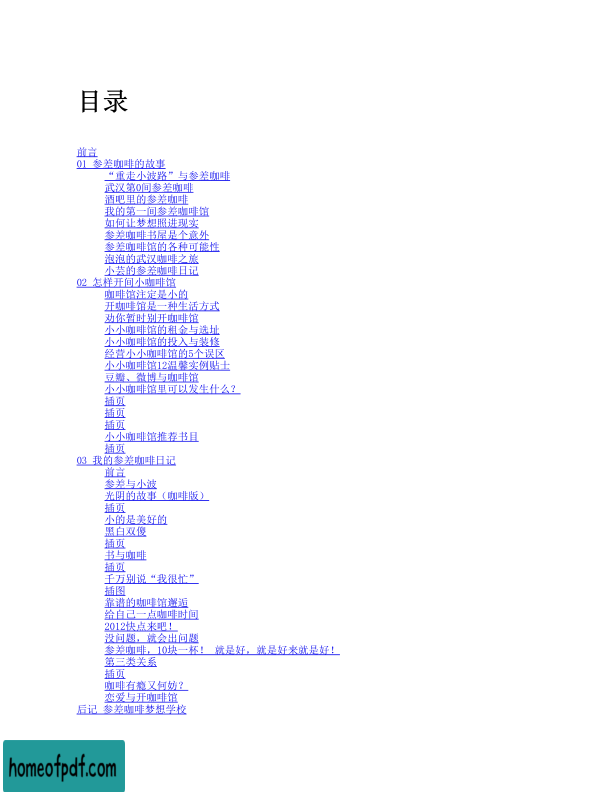 目录
前言
01 参差咖啡的故事
“重走小波路”与参差咖啡
武汉第0间参差咖啡
酒吧里的参差咖啡
我的第一间参差咖啡馆
如何让梦想照进现实
参差咖啡书屋是个意外
参差咖啡馆的各种可能性
泡泡的武汉咖啡之旅
小芸的参差咖啡日记
02 怎样开间小咖啡馆
咖啡馆注定是小的
开咖啡馆是一种生活方式
劝你暂时别开咖啡馆
小小咖啡馆的租金与选址
小小咖啡馆的投入与装修
经营小小咖啡馆的5个误区
小小咖啡馆12温馨实例贴士
豆瓣、微博与咖啡馆
小小咖啡馆里可以发生什么？
插页
插页
插页
小小咖啡馆推荐书目
插页
03 我的参差咖啡日记
前言
参差与小波
光阴的故事（咖啡版）
插页
小的是美好的
黑白双傻
插页
书与咖啡
插页
千万别说“我很忙”
插图
靠谱的咖啡馆邂逅
给自己一点咖啡时间
2012快点来吧！
没问题，就会出问题
参差咖啡，10块一杯！ 就是好，就是好来就是好！
第三类关系
插页
咖啡有瘾又何妨？
恋爱与开咖啡馆
后记 参差咖啡梦想学校
homeofpdf.com